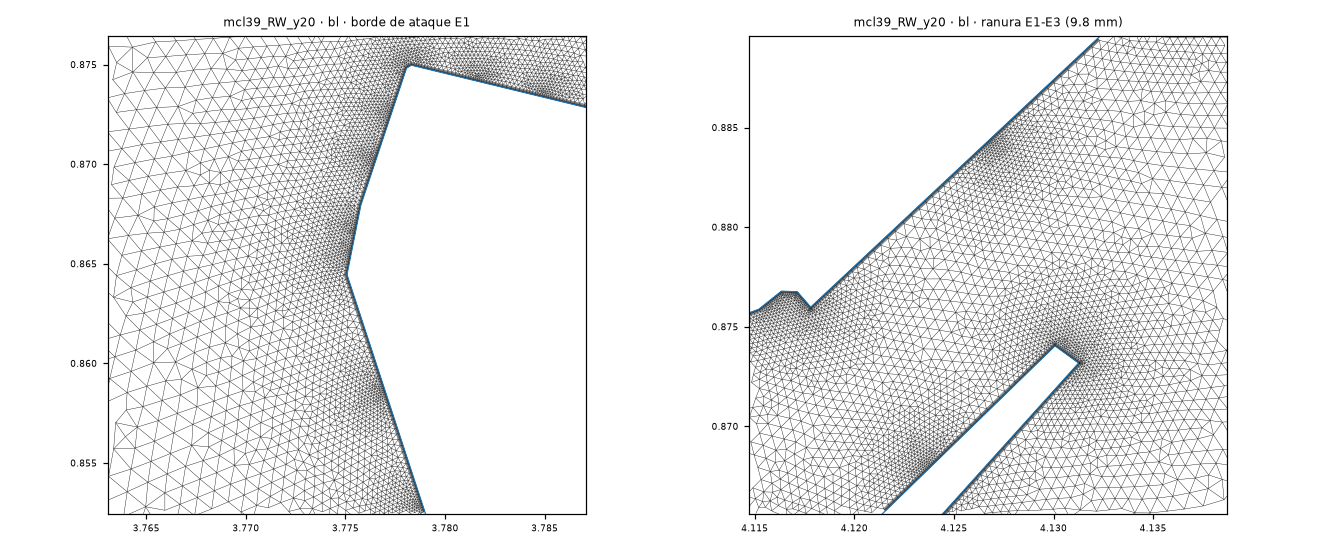 mcl39_RW_y20 · bl · borde de ataque E1
0.875
0.870
0.865
0.860
0.855
3.765 3.770 3.775 3.780 3.785
mcl39_RW_y20 · bl · ranura E1-E3 (9.8 mm)
0.885
0.880
0.875
0.870
4.115 4.120 4.125 4.130 4.135